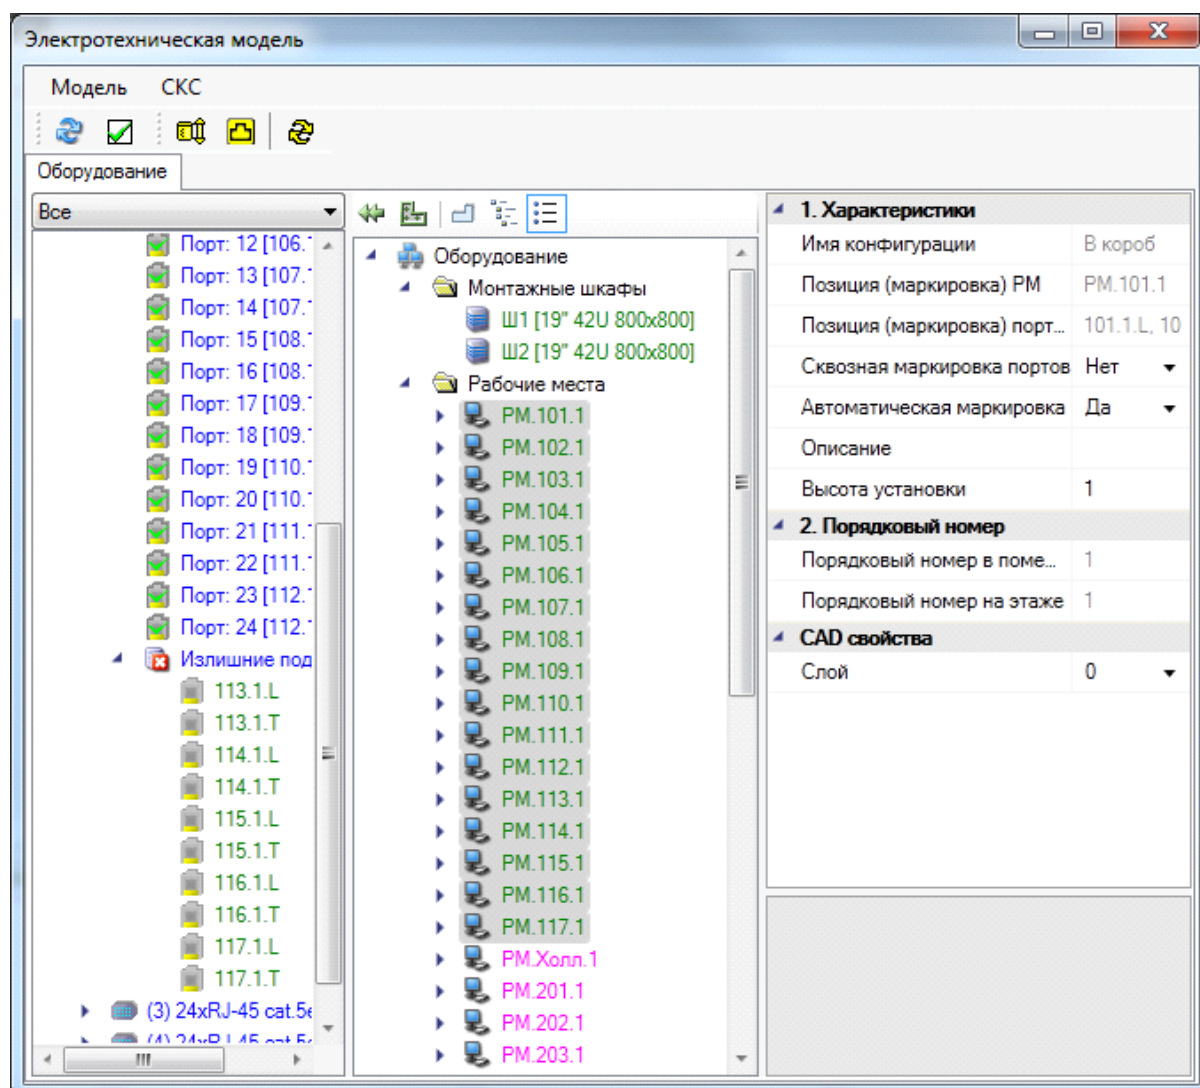 Электротехническая модель
Модель СКС
Оборудование
Все
Порт: 12 [106.
Порт: 13 [107.
Порт: 14 [107.
Порт: 15 [108.
Порт: 16 [108.
Порт: 17 [109.
Порт: 18 [109.
Порт: 19 [110.
Порт: 20 [110.
Порт: 21 [111.
Порт: 22 [111.
Порт: 23 [112.
Порт: 24 [112.
Излишние под
113.1.L
113.1.T
114.1.L
114.1.T
115.1.L
115.1.T
116.1.L
116.1.T
117.1.L
117.1.T
(3) 24xRJ-45 cat.5e
(4) 24xRJ-45 cat.5e
Оборудование
Монтажные шкафы
Ш1 [19" 42U 800x800]
Ш2 [19" 42U 800x800]
Рабочие места
РМ.101.1
РМ.102.1
РМ.103.1
РМ.104.1
РМ.105.1
РМ.106.1
РМ.107.1
РМ.108.1
РМ.109.1
РМ.110.1
РМ.111.1
РМ.112.1
РМ.113.1
РМ.114.1
РМ.115.1
РМ.116.1
РМ.117.1
РМ.Холл.1
РМ.201.1
РМ.202.1
РМ.203.1
1. Характеристики
Имя конфигурации В короб
Позиция (маркировка) РМ РМ.101.1
Позиция (маркировка) порт... 101.1.L, 10
Сквозная маркировка портов Нет
Автоматическая маркировка Да
Описание
Высота установки 1
2. Порядковый номер
Порядковый номер в поме... 1
Порядковый номер на этаже 1
CAD свойства
Слой 0